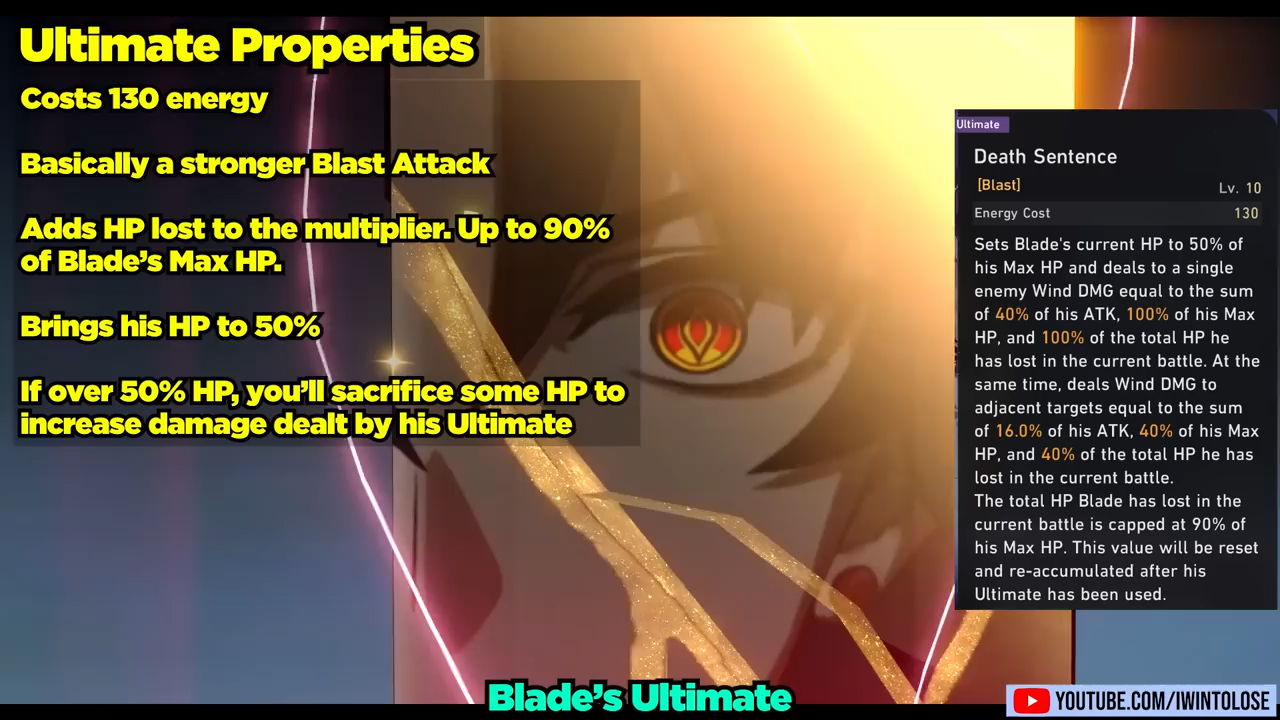 Ultimate Properties
Costs 130 energy
Basically a stronger Blast Attack
Adds HP lost to the multiplier. Up to 90%
of Blade's Max HP.
Brings his HP to 50%
If over 50% HP, you'll sacrifice some HP to
increase damage dealt by his Ultimate
Ultimate
Death Sentence
[Blast]
Lv. 10
Energy Cost
130
Sets Blade's current HP to 50% of
his Max HP and deals to a single
enemy Wind DMG equal to the sum
of 40% of his ATK, 100% of his Max
HP, and 100% of the total HP he
has lost in the current battle. At the
same time, deals Wind DMG to
adjacent targets equal to the sum
of 16.0% of his ATK, 40% of his Max
HP, and 40% of the total HP he has
lost in the current battle.
The total HP Blade has lost in the
current battle is capped at 90% of
his Max HP. This value will be reset
and re-accumulated after his
Ultimate has been used.
Blade's Ultimate
YOUTUBE.COM/IWINTOLOSE